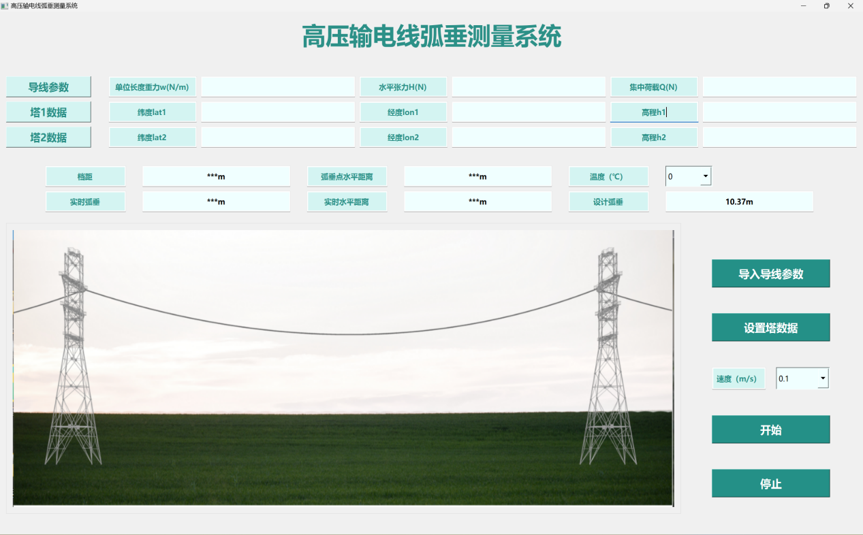 高压输电线弧垂测量系统
高压输电线弧垂测量系统
导线参数 单位长度重力w(N/m) 水平张力H(N) 集中荷载Q(N)
塔1数据 纬度lat1 经度lon1 高程h1
塔2数据 纬度lat2 经度lon2 高程h2
档距 ***m 弧垂点水平距离 ***m 温度（℃） 0
实时弧垂 ***m 实时水平距离 ***m 设计弧垂 10.37m
导入导线参数
设置塔数据
速度（m/s） 0.1
开始
停止